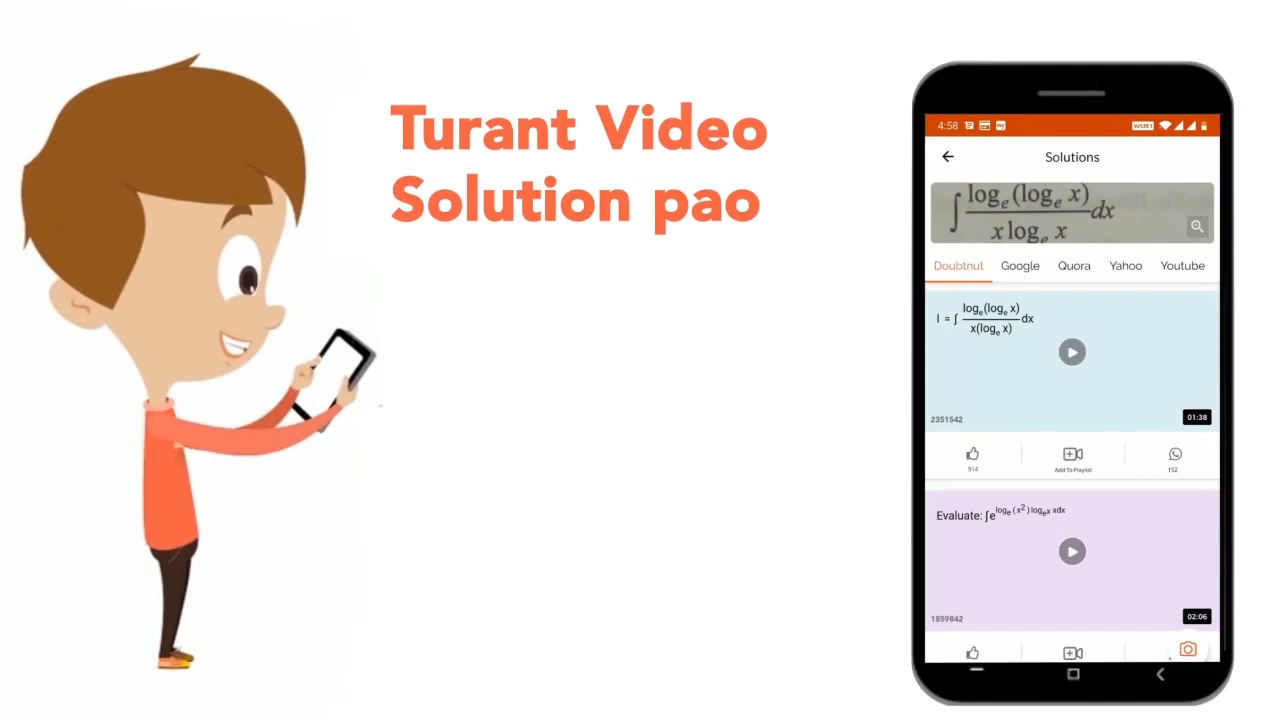 Turant Video
Solution pao
4:58
VoLTE1
Solutions
∫ logₑ(logₑ x) / x logₑ x dx
Doubtnut Google Quora Yahoo Youtube
I = ∫ logₑ(logₑ x) / x(logₑ x) dx
2351542 01:38
914 Add To Playlist 152
Evaluate: ∫e^logₑ(x²)logₑx xdx
1859842 02:06